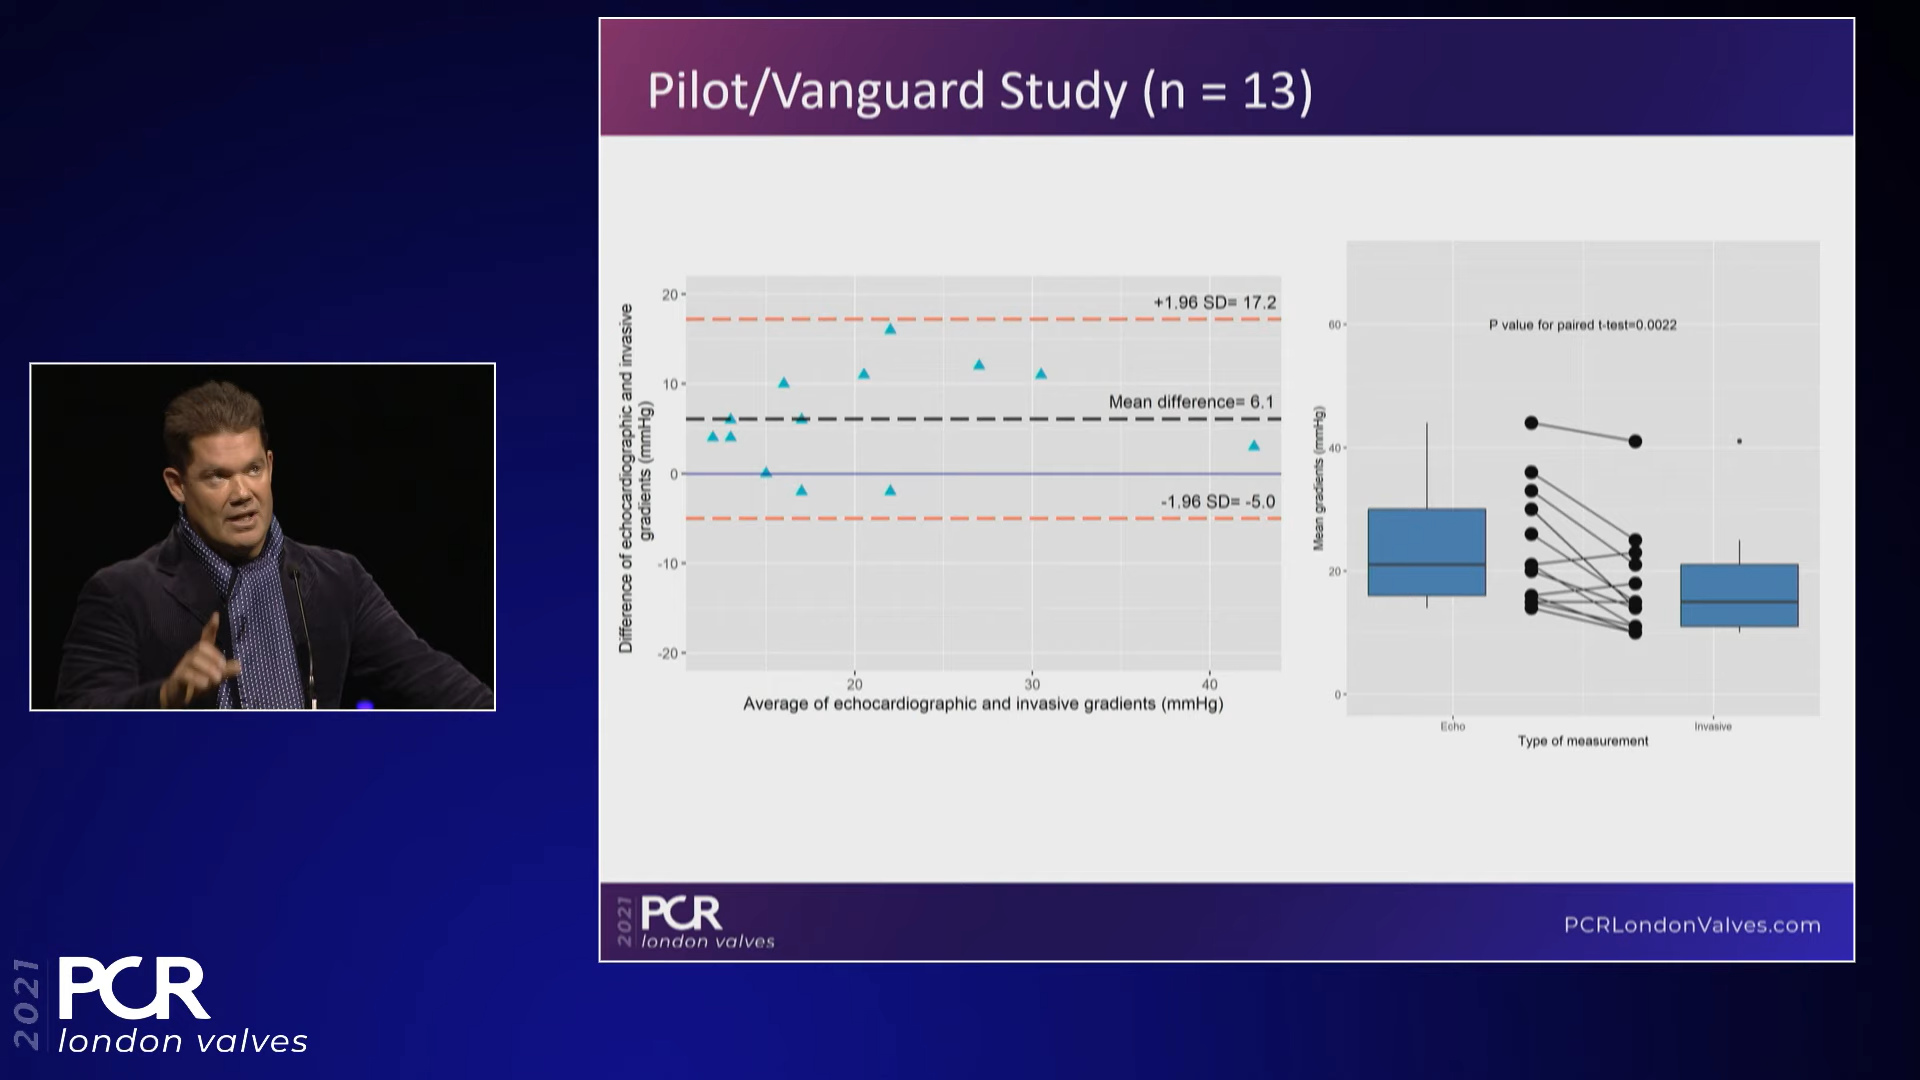 Pilot/Vanguard Study (n = 13)
Difference of echocardiographic and invasive
gradients (mmHg)
20
10
0
-10
-20
+1.96 SD= 17.2
Mean difference= 6.1
-1.96 SD= -5.0
20
30
40
Average of echocardiographic and invasive gradients (mmHg)
Mean gradients (mmHg)
60
40
20
0
P value for paired t-test=0.0022
Echo
Invasive
Type of measurement
2021
PCR
london valves
PCRLondonValves.com
2021
PCR
london valves